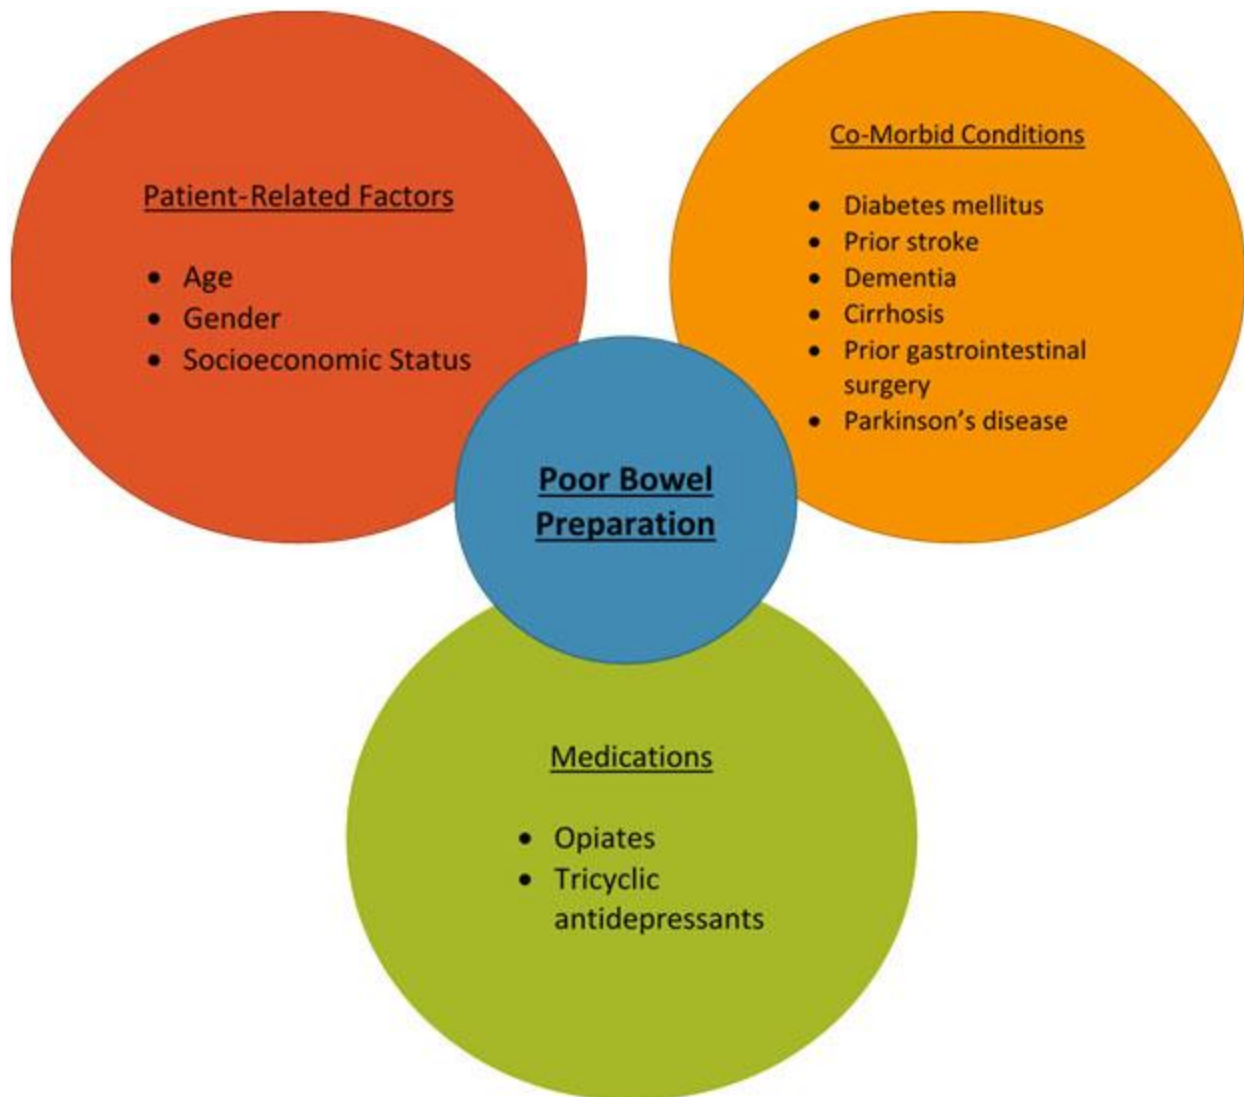 Patient-Related Factors
• Age
• Gender
• Socioeconomic Status
Co-Morbid Conditions
• Diabetes mellitus
• Prior stroke
• Dementia
• Cirrhosis
• Prior gastrointestinal
surgery
• Parkinson’s disease
Poor Bowel
Preparation
Medications
• Opiates
• Tricyclic
antidepressants